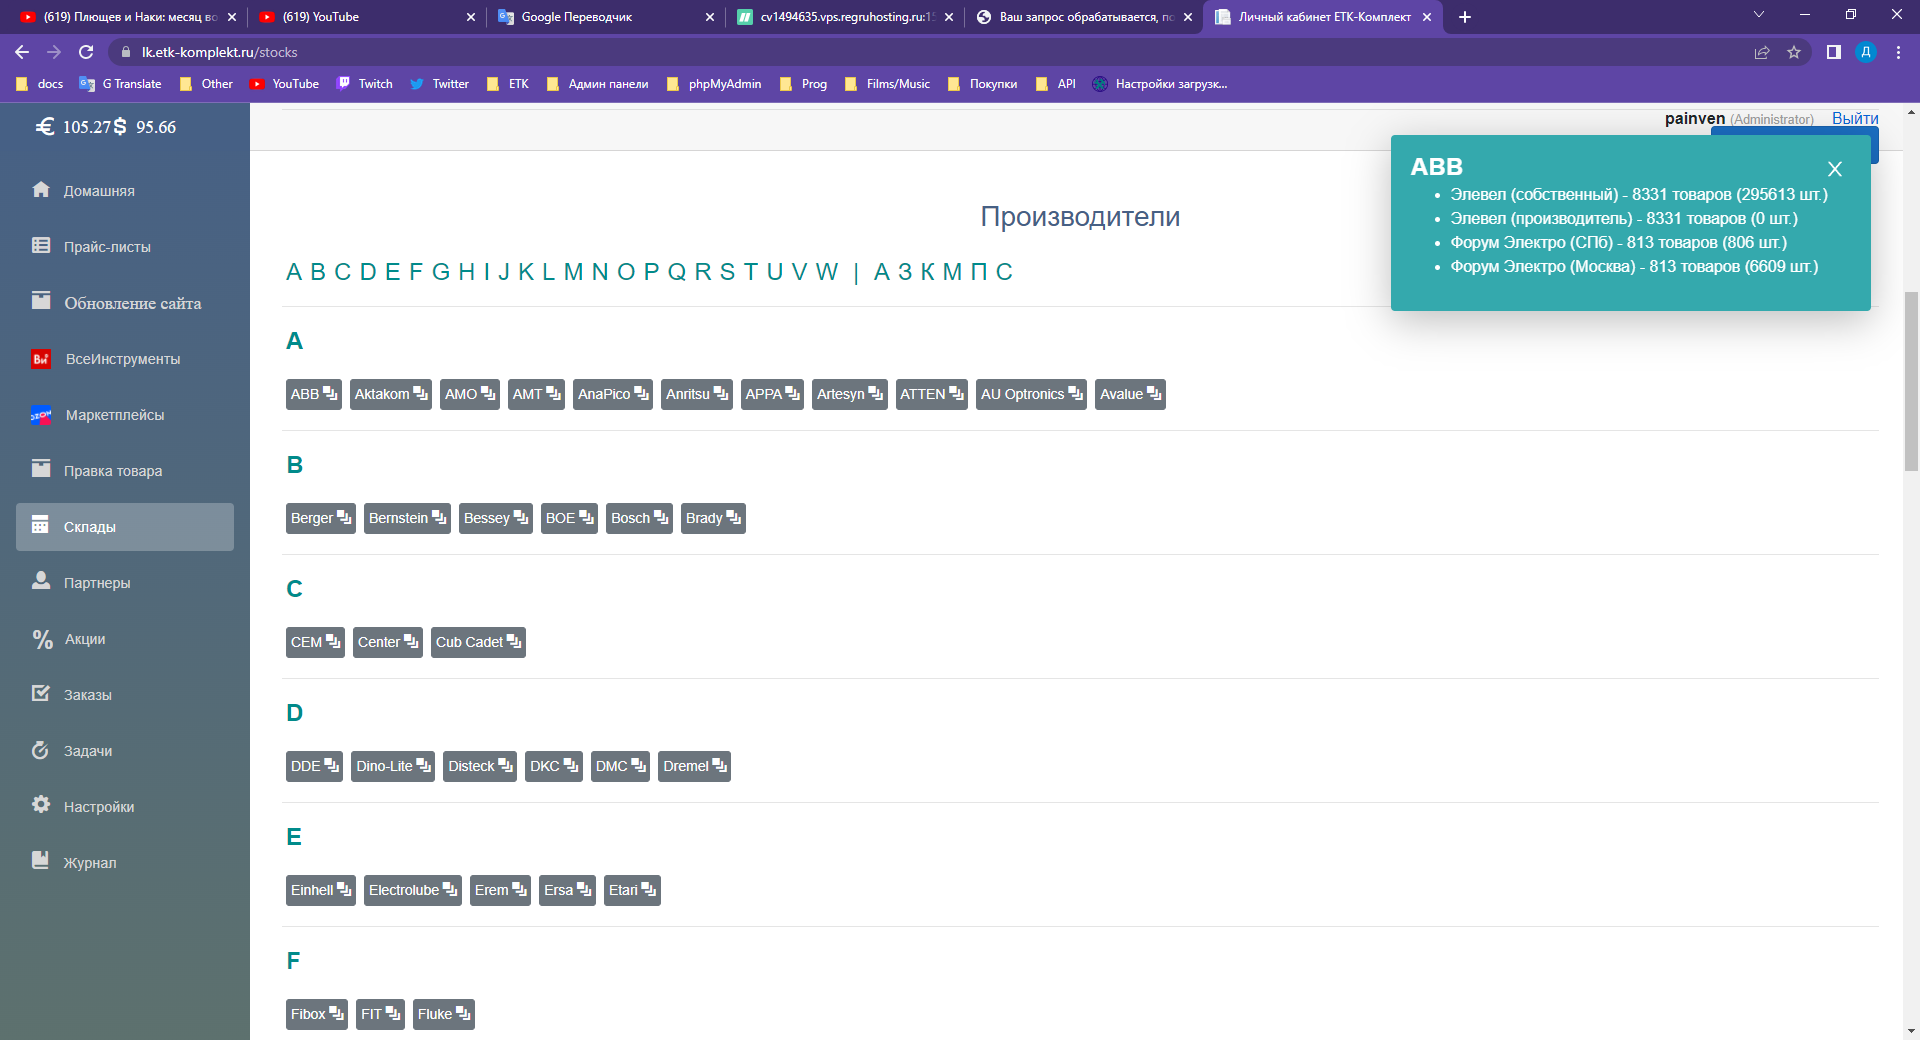 (619) Плющев и Наки: месяц во
(619) YouTube
Google Переводчик
cv1494635.vps.regruhosting.ru:15
Ваш запрос обрабатывается, по
Личный кабинет ЕТК-Комплект
lk.etk-komplekt.ru/stocks
Д
docs
G Translate
Other
YouTube
Twitch
Twitter
ETK
Админ панели
phpMyAdmin
Prog
Films/Music
Покупки
API
Настройки загрузк...
€ 105.27 $ 95.66
Домашняя
Прайс-листы
Обновление сайта
ВсеИнструменты
Маркетплейсы
Правка товара
Склады
Партнеры
% Акции
Заказы
Задачи
Настройки
Журнал
painven (Administrator) Выйти
ABB
Элевел (собственный) - 8331 товаров (295613 шт.)
Элевел (производитель) - 8331 товаров (0 шт.)
Форум Электро (СПб) - 813 товаров (806 шт.)
Форум Электро (Москва) - 813 товаров (6609 шт.)
Производители
A B C D E F G H I J K L M N O P Q R S T U V W | А З К М П С
A
ABB Aktakom AMO AMT AnaPico Anritsu APPA Artesyn ATTEN AU Optronics Avalue
B
Berger Bernstein Bessey BOE Bosch Brady
C
CEM Center Cub Cadet
D
DDE Dino-Lite Disteck DKC DMC Dremel
E
Einhell Electrolube Erem Ersa Etari
F
Fibox FIT Fluke